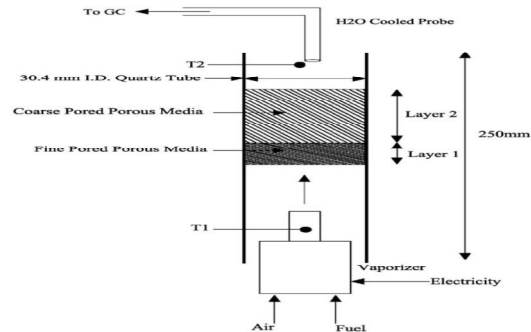 To GC
H2O Cooled Probe
T2
30.4 mm I.D. Quartz Tube
Coarse Pored Porous Media
Layer 2
250mm
Fine Pored Porous Media
Layer 1
T1
Vaporizer
Electricity
Air
Fuel